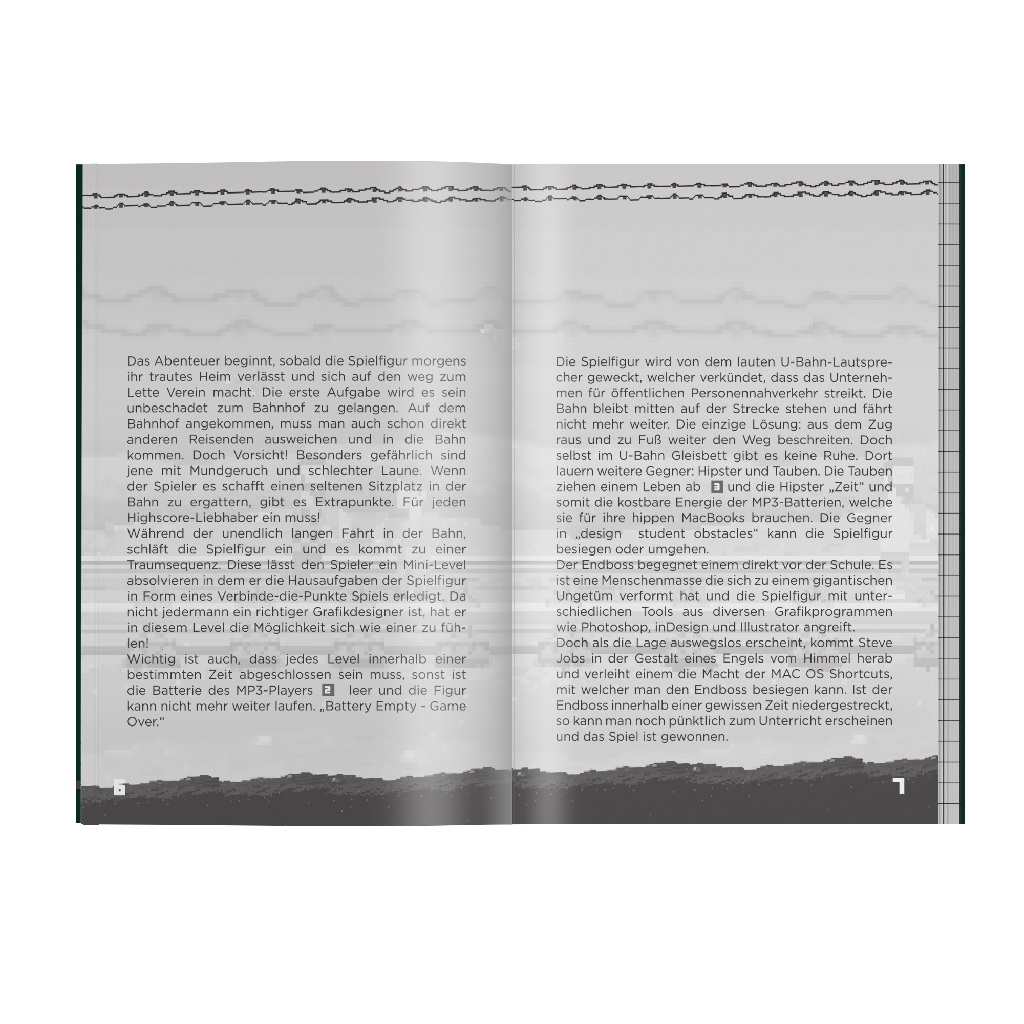 Das Abenteuer beginnt, sobald die Spielfigur morgens
ihr trautes Heim verlässt und sich auf den weg zum
Lette Verein macht. Die erste Aufgabe wird es sein
unbeschadet zum Bahnhof zu gelangen. Auf dem
Bahnhof angekommen, muss man auch schon direkt
anderen Reisenden ausweichen und in die Bahn
kommen. Doch Vorsicht! Besonders gefährlich sind
jene mit Mundgeruch und schlechter Laune. Wenn
der Spieler es schafft einen seltenen Sitzplatz in der
Bahn zu ergattern, gibt es Extrapunkte. Für jeden
Highscore-Liebhaber ein muss!
Während der unendlich langen Fahrt in der Bahn,
schläft die Spielfigur ein und es kommt zu einer
Traumsequenz. Diese lässt den Spieler ein Mini-Level
absolvieren in dem er die Hausaufgaben der Spielfigur
in Form eines Verbinde-die-Punkte Spiels erledigt. Da
nicht jedermann ein richtiger Grafikdesigner ist, hat er
in diesem Level die Möglichkeit sich wie einer zu füh-
len!
Wichtig ist auch, dass jedes Level innerhalb einer
bestimmten Zeit abgeschlossen sein muss, sonst ist
die Batterie des MP3-Players 2 leer und die Figur
kann nicht mehr weiter laufen. „Battery Empty - Game
Over.“
6
Die Spielfigur wird von dem lauten U-Bahn-Lautspre-
cher geweckt, welcher verkündet, dass das Unterneh-
men für öffentlichen Personennahverkehr streikt. Die
Bahn bleibt mitten auf der Strecke stehen und fährt
nicht mehr weiter. Die einzige Lösung: aus dem Zug
raus und zu Fuß weiter den Weg beschreiten. Doch
selbst im U-Bahn Gleisbett gibt es keine Ruhe. Dort
lauern weitere Gegner: Hipster und Tauben. Die Tauben
ziehen einem Leben ab 3 und die Hipster „Zeit“ und
somit die kostbare Energie der MP3-Batterien, welche
sie für ihre hippen MacBooks brauchen. Die Gegner
in „design student obstacles“ kann die Spielfigur
besiegen oder umgehen.
Der Endboss begegnet einem direkt vor der Schule. Es
ist eine Menschenmasse die sich zu einem gigantischen
Ungetüm verformt hat und die Spielfigur mit unter-
schiedlichen Tools aus diversen Grafikprogrammen
wie Photoshop, inDesign und Illustrator angreift.
Doch als die Lage auswegslos erscheint, kommt Steve
Jobs in der Gestalt eines Engels vom Himmel herab
und verleiht einem die Macht der MAC OS Shortcuts,
mit welcher man den Endboss besiegen kann. Ist der
Endboss innerhalb einer gewissen Zeit niedergestreckt,
so kann man noch pünktlich zum Unterricht erscheinen
und das Spiel ist gewonnen.
7